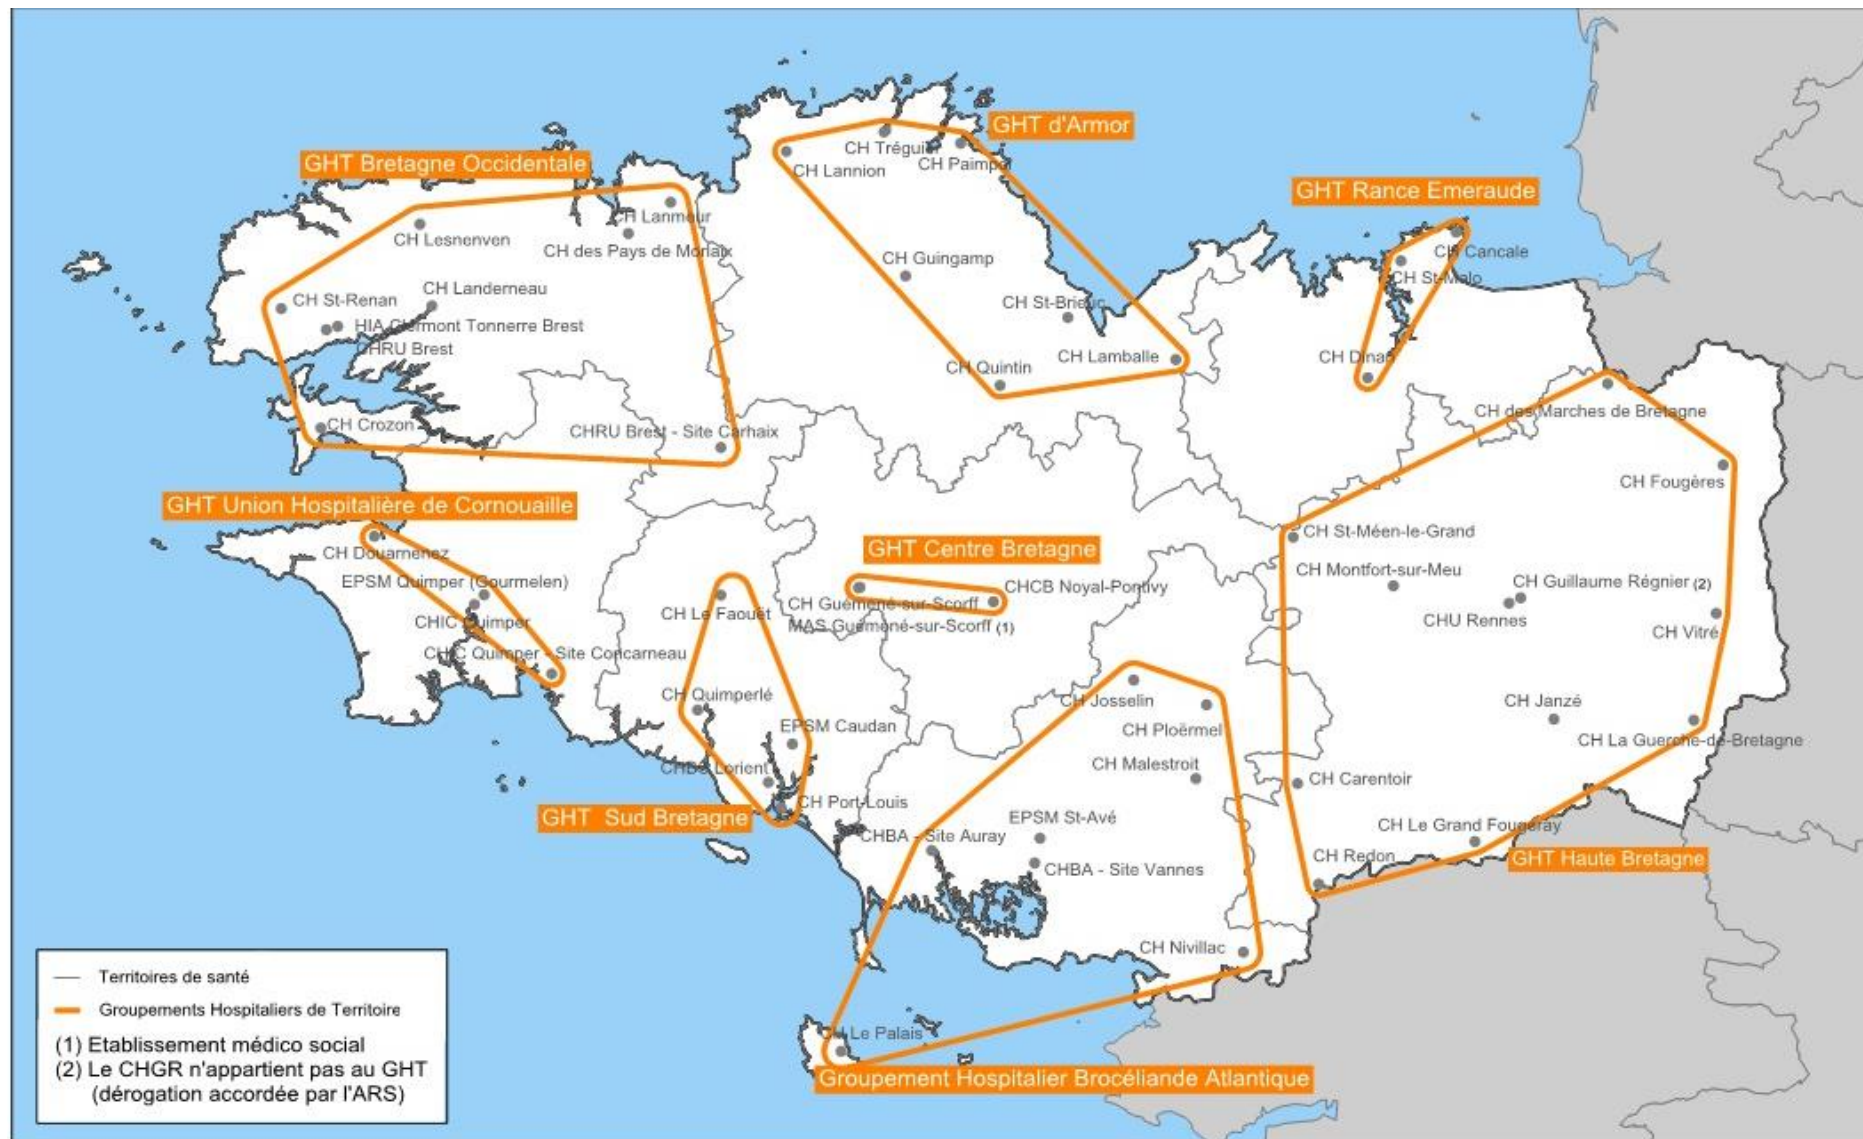 GHT d'Armor
CH Tréguier
CH Paimpol
CH Lannion
CH Guingamp
CH St-Brieuc
CH Lamballe
CH Quintin
GHT Bretagne Occidentale
CH Lanmeur
CH Lesnenven
CH des Pays de Morlaix
CH Landerneau
CH St-Renan
HIA Clermont Tonnerre Brest
CHRU Brest
CH Crozon
CHRU Brest - Site Carhaix
GHT Rance Emeraude
CH Cancale
CH St-Malo
CH Dinan
GHT Union Hospitalière de Cornouaille
CH Douarnenez
EPSM Quimper (Gourmelen)
CHIC Quimper
CHIC Quimper - Site Concarneau
GHT Centre Bretagne
CHCB Noyal-Pontivy
CH Guémené-sur-Scorff
MAS Guémené-sur-Scorff (1)
CH Le Faouët
CH Quimperlé
EPSM Caudan
CHBS Lorient
CH Port-Louis
GHT Sud Bretagne
CH des Marches de Bretagne
CH Fougères
CH St-Méen-le-Grand
CH Montfort-sur-Meu
CH Guillaume Régnier (2)
CHU Rennes
CH Vitré
CH Janzé
CH La Guerche-de-Bretagne
CH Carentoir
CH Le Grand Fougeray
CH Redon
GHT Haute Bretagne
CH Josselin
CH Ploërmel
CH Malestroit
EPSM St-Avé
CHBA - Site Auray
CHBA - Site Vannes
CH Nivillac
CH Le Palais
Groupement Hospitalier Brocéliande Atlantique
Territoires de santé
Groupements Hospitaliers de Territoire
(1) Etablissement médico social
(2) Le CHGR n'appartient pas au GHT
(dérogation accordée par l'ARS)